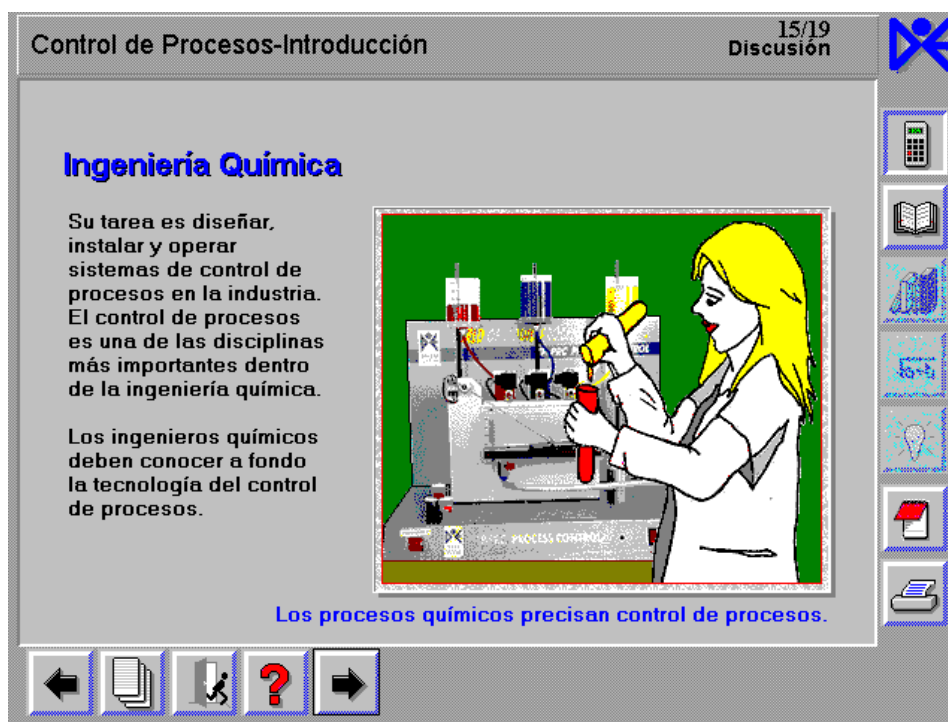 Control de Procesos-Introducción
15/19
Discusión
Ingeniería Química
Su tarea es diseñar,
instalar y operar
sistemas de control de
procesos en la industria.
El control de procesos
es una de las disciplinas
más importantes dentro
de la ingeniería química.
Los ingenieros químicos
deben conocer a fondo
la tecnología del control
de procesos.
PROCESS CONTROL
Los procesos químicos precisan control de procesos.